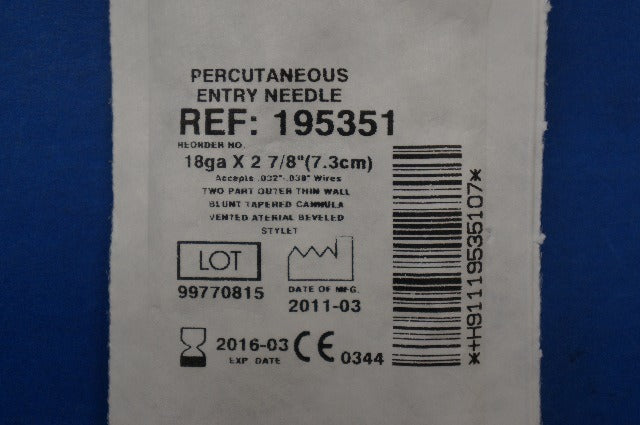 PERCUTANEOUS
ENTRY NEEDLE
REF: 195351
REORDER NO.
18ga X 2 7/8"(7.3cm)
Accepts .032"-.038" Wires
TWO PART OUTER THIN WALL
BLUNT TAPERED CANNULA
VENTED ATERIAL BEVELED
STYLET
LOT
99770815
DATE OF MFG.
2011-03
2016-03
EXP. DATE
CE 0344
*+H91119535107*